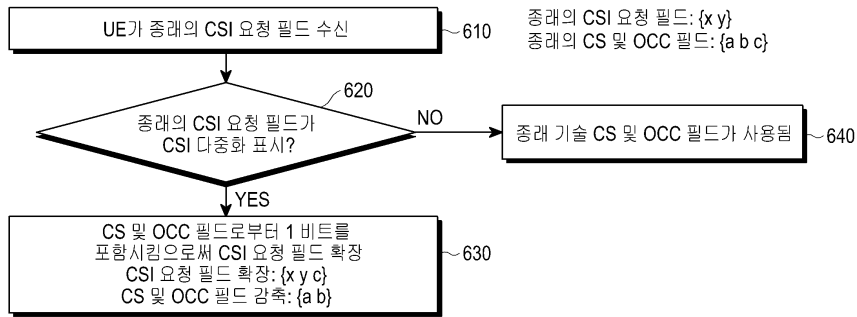 UE가 종래의 CSI 요청 필드 수신
610
종래의 CSI 요청 필드: {x y}
종래의 CS 및 OCC 필드: {a b c}
620
종래의 CSI 요청 필드가
CSI 다중화 표시?
NO
종래 기술 CS 및 OCC 필드가 사용됨
640
YES
CS 및 OCC 필드로부터 1 비트를
포함시킴으로써 CSI 요청 필드 확장
CSI 요청 필드 확장: {x y c}
CS 및 OCC 필드 감축: {a b}
630